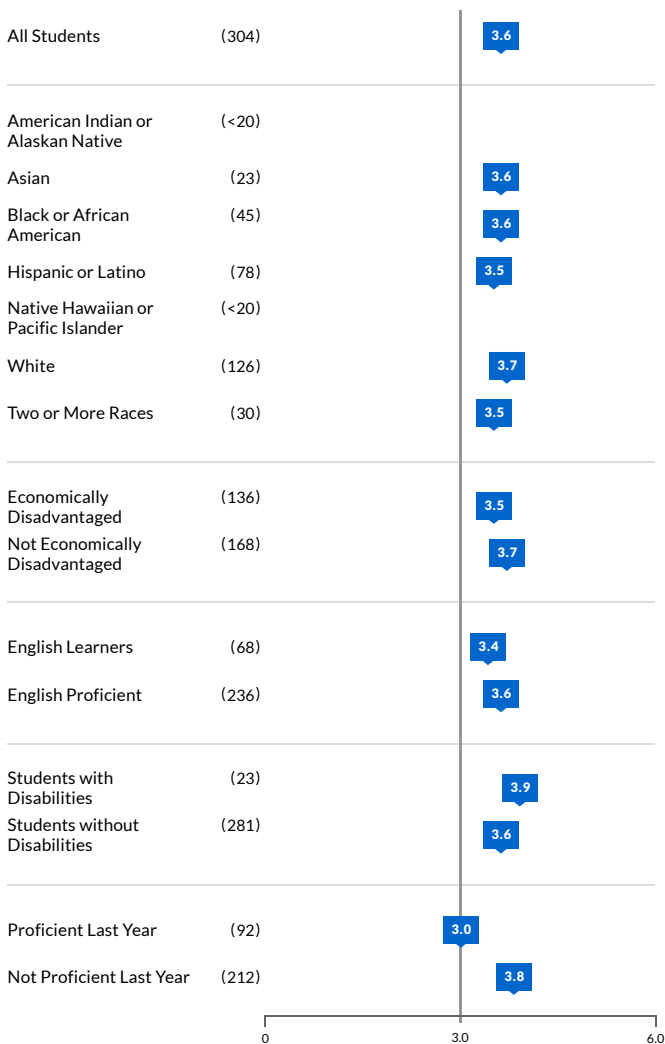 All Students (304) 3.6
American Indian or (<20)
Alaskan Native
Asian (23) 3.6
Black or African (45) 3.6
American
Hispanic or Latino (78) 3.5
Native Hawaiian or (<20)
Pacific Islander
White (126) 3.7
Two or More Races (30) 3.5
Economically (136) 3.5
Disadvantaged
Not Economically (168) 3.7
Disadvantaged
English Learners (68) 3.4
English Proficient (236) 3.6
Students with (23) 3.9
Disabilities
Students without (281) 3.6
Disabilities
Proficient Last Year (92) 3.0
Not Proficient Last Year (212) 3.8
0 3.0 6.0